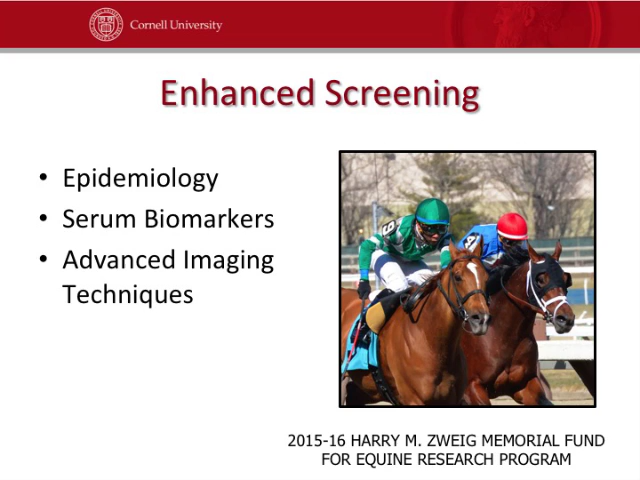 Cornell University
Enhanced Screening
• Epidemiology
• Serum Biomarkers
• Advanced Imaging
Techniques
2015-16 HARRY M. ZWEIG MEMORIAL FUND
FOR EQUINE RESEARCH PROGRAM